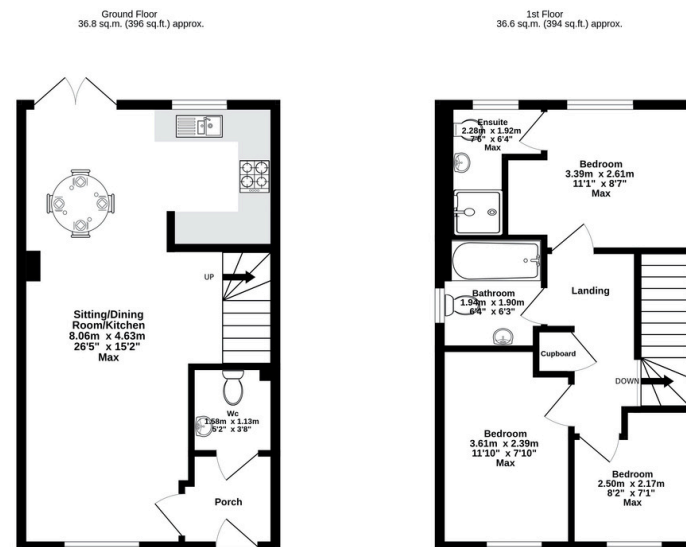 Ground Floor
36.8 sq.m. (396 sq.ft.) approx.
1st Floor
36.6 sq.m. (394 sq.ft.) approx.
UP
Sitting/Dining
Room/Kitchen
8.06m x 4.63m
26'5" x 15'2"
Max
Wc
1.58m x 1.13m
5'2" x 3'8"
Porch
Ensuite
2.28m x 1.92m
7'6" x 6'4"
Max
Bedroom
3.39m x 2.61m
11'1" x 8'7"
Max
Bathroom
1.94m x 1.90m
6'4" x 6'3"
Landing
Cupboard
DOWN
Bedroom
3.61m x 2.39m
11'10" x 7'10"
Max
Bedroom
2.50m x 2.17m
8'2" x 7'1"
Max